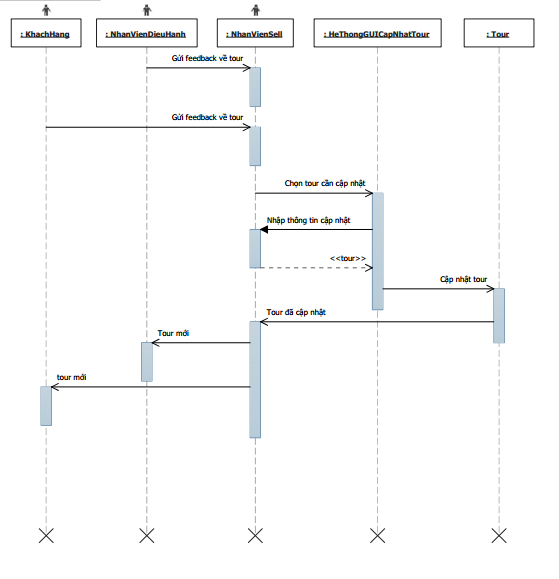 : KhachHang
: NhanVienDieuHanh
: NhanVienSell
: HeThongGUICapNhatTour
: Tour
Gửi feedback về tour
Gửi feedback về tour
Chọn tour cần cập nhật
Nhập thông tin cập nhật
<<tour>>
Cập nhật tour
Tour đã cập nhật
Tour mới
tour mới